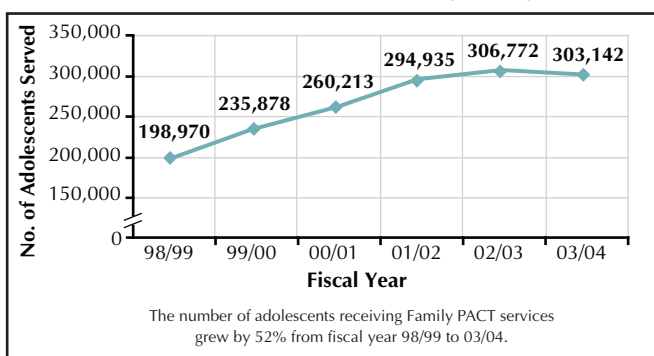 350,000
300,000
250,000
200,000
150,000
0
No. of Adolescents Served
198,970
235,878
260,213
294,935
306,772
303,142
98/99 99/00 00/01 01/02 02/03 03/04
Fiscal Year
The number of adolescents receiving Family PACT services
grew by 52% from fiscal year 98/99 to 03/04.